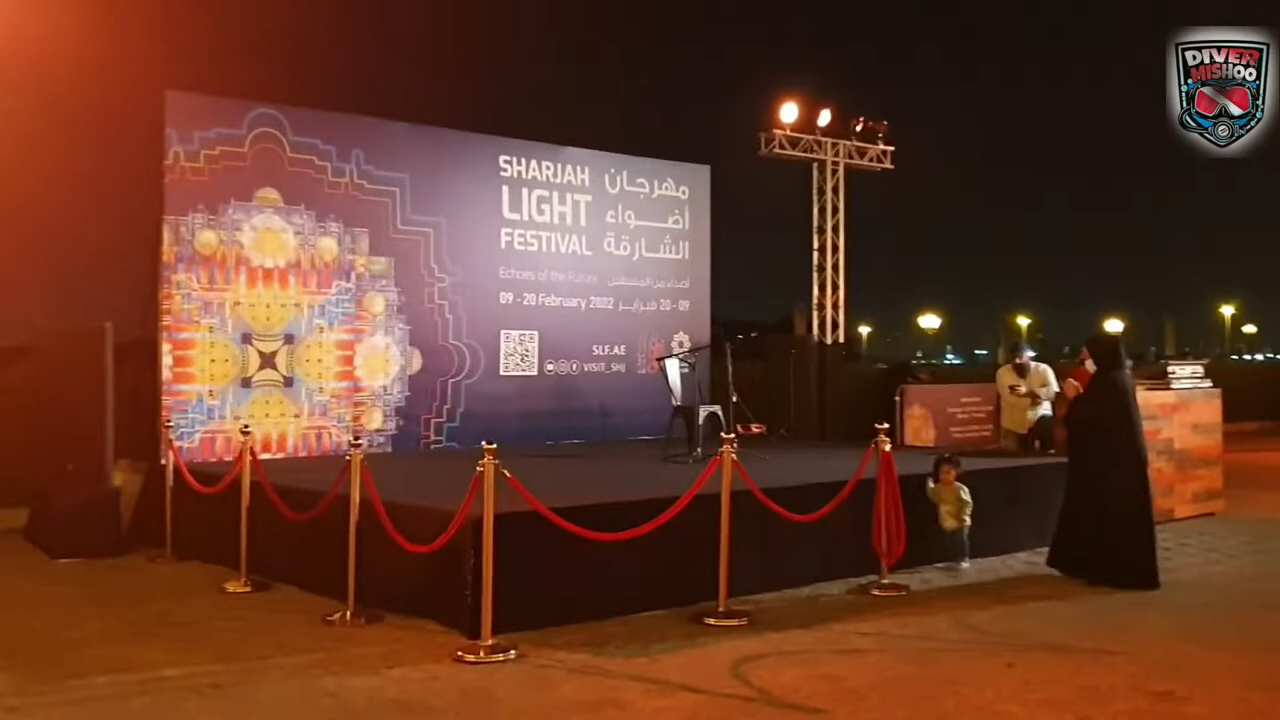 DIVER
MISHOO
SHARJAH
LIGHT
FESTIVAL
مهرجان
أضواء
الشارقة
Echoes of the Future
أصداء من المستقبل
09 - 20 February 2022
09 - 20 فبراير
SLF.AE
VISIT_SHJ